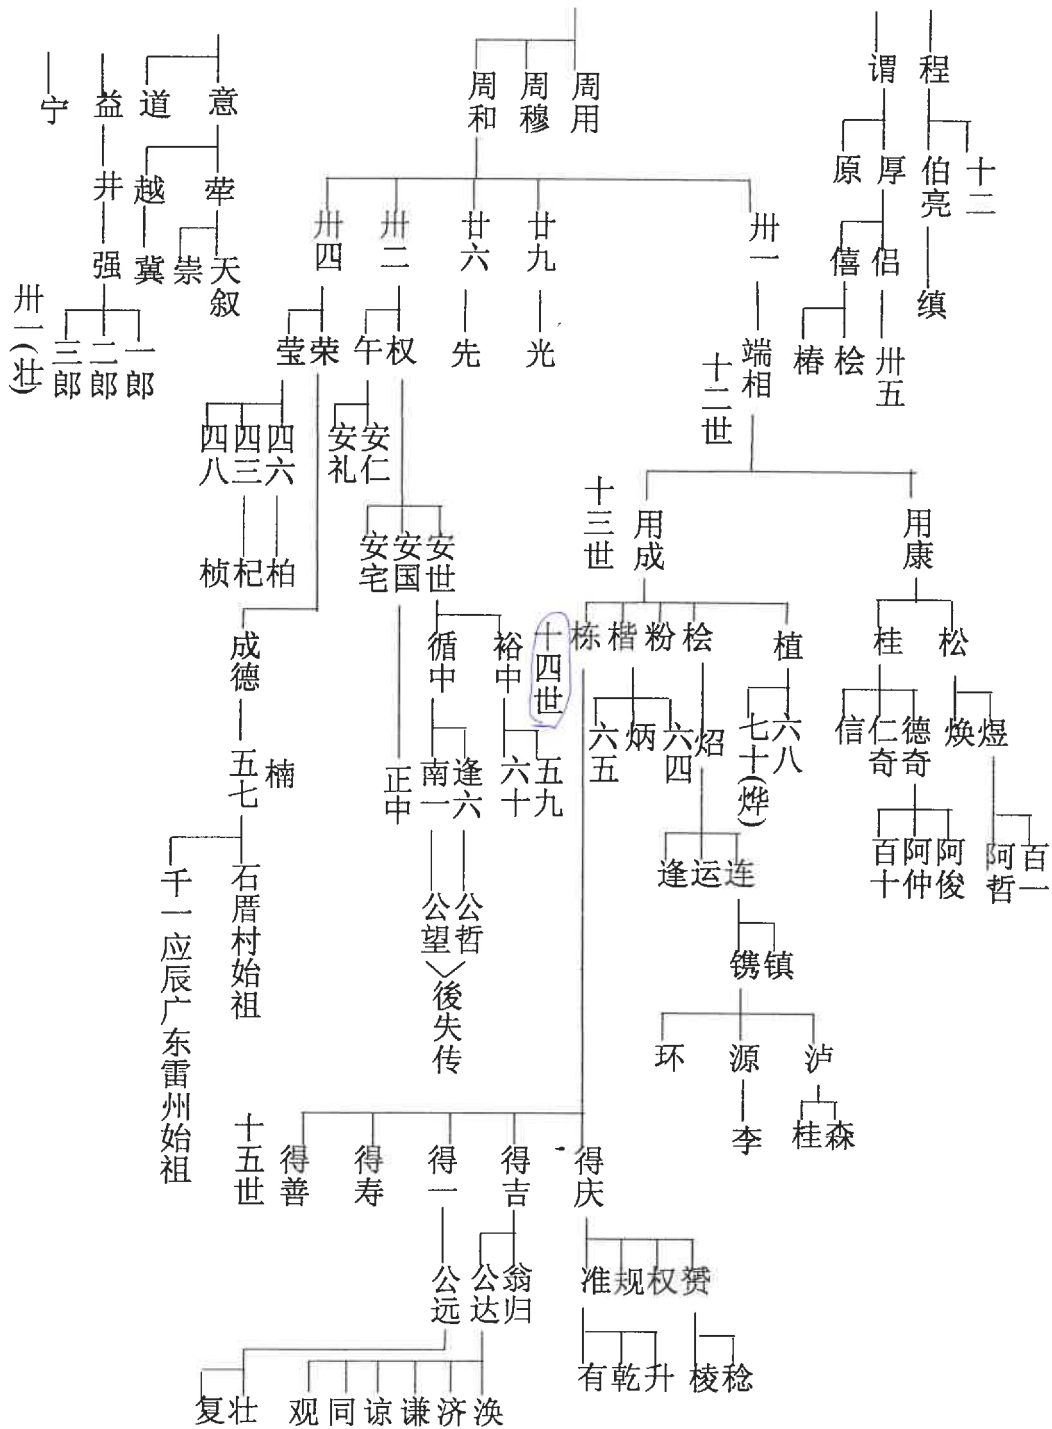 周用
周穆
周和
程
谓
十二
伯亮
厚
原
缜
侣
僖
卅五
桧
椿
意
道
益
宁
荦
越
井
天叙
崇
冀
强
一郎
二郎
三郎
卅一(壮)
卅一
廿九
廿六
卅二
卅四
端相
光
先
权
午
荣
莹
十二世
安仁
安礼
四六
四三
四八
用康
用成
十三世
安世
安国
安宅
柏
杞
桢
松
桂
植
桧
粉
楷
栋
十四世
裕中
循中
成德
煜
焕
德奇
仁奇
信
六八
七十(烨)
炤
六四
炳
六五
五九
六十
逢六
南一
正中
楠
五七
百一
阿哲
阿俊
阿仲
百十
连
运
逢
公哲
公望
後失传
石厝村始祖
千一应辰广东雷州始祖
镇
镌
泸
源
环
森
桂
李
十五世
得庆
得吉
得一
得寿
得善
赟
权
规
准
翁归
公达
公远
稔
棱
升
乾
有
涣
济
谦
谅
同
观
壮
复